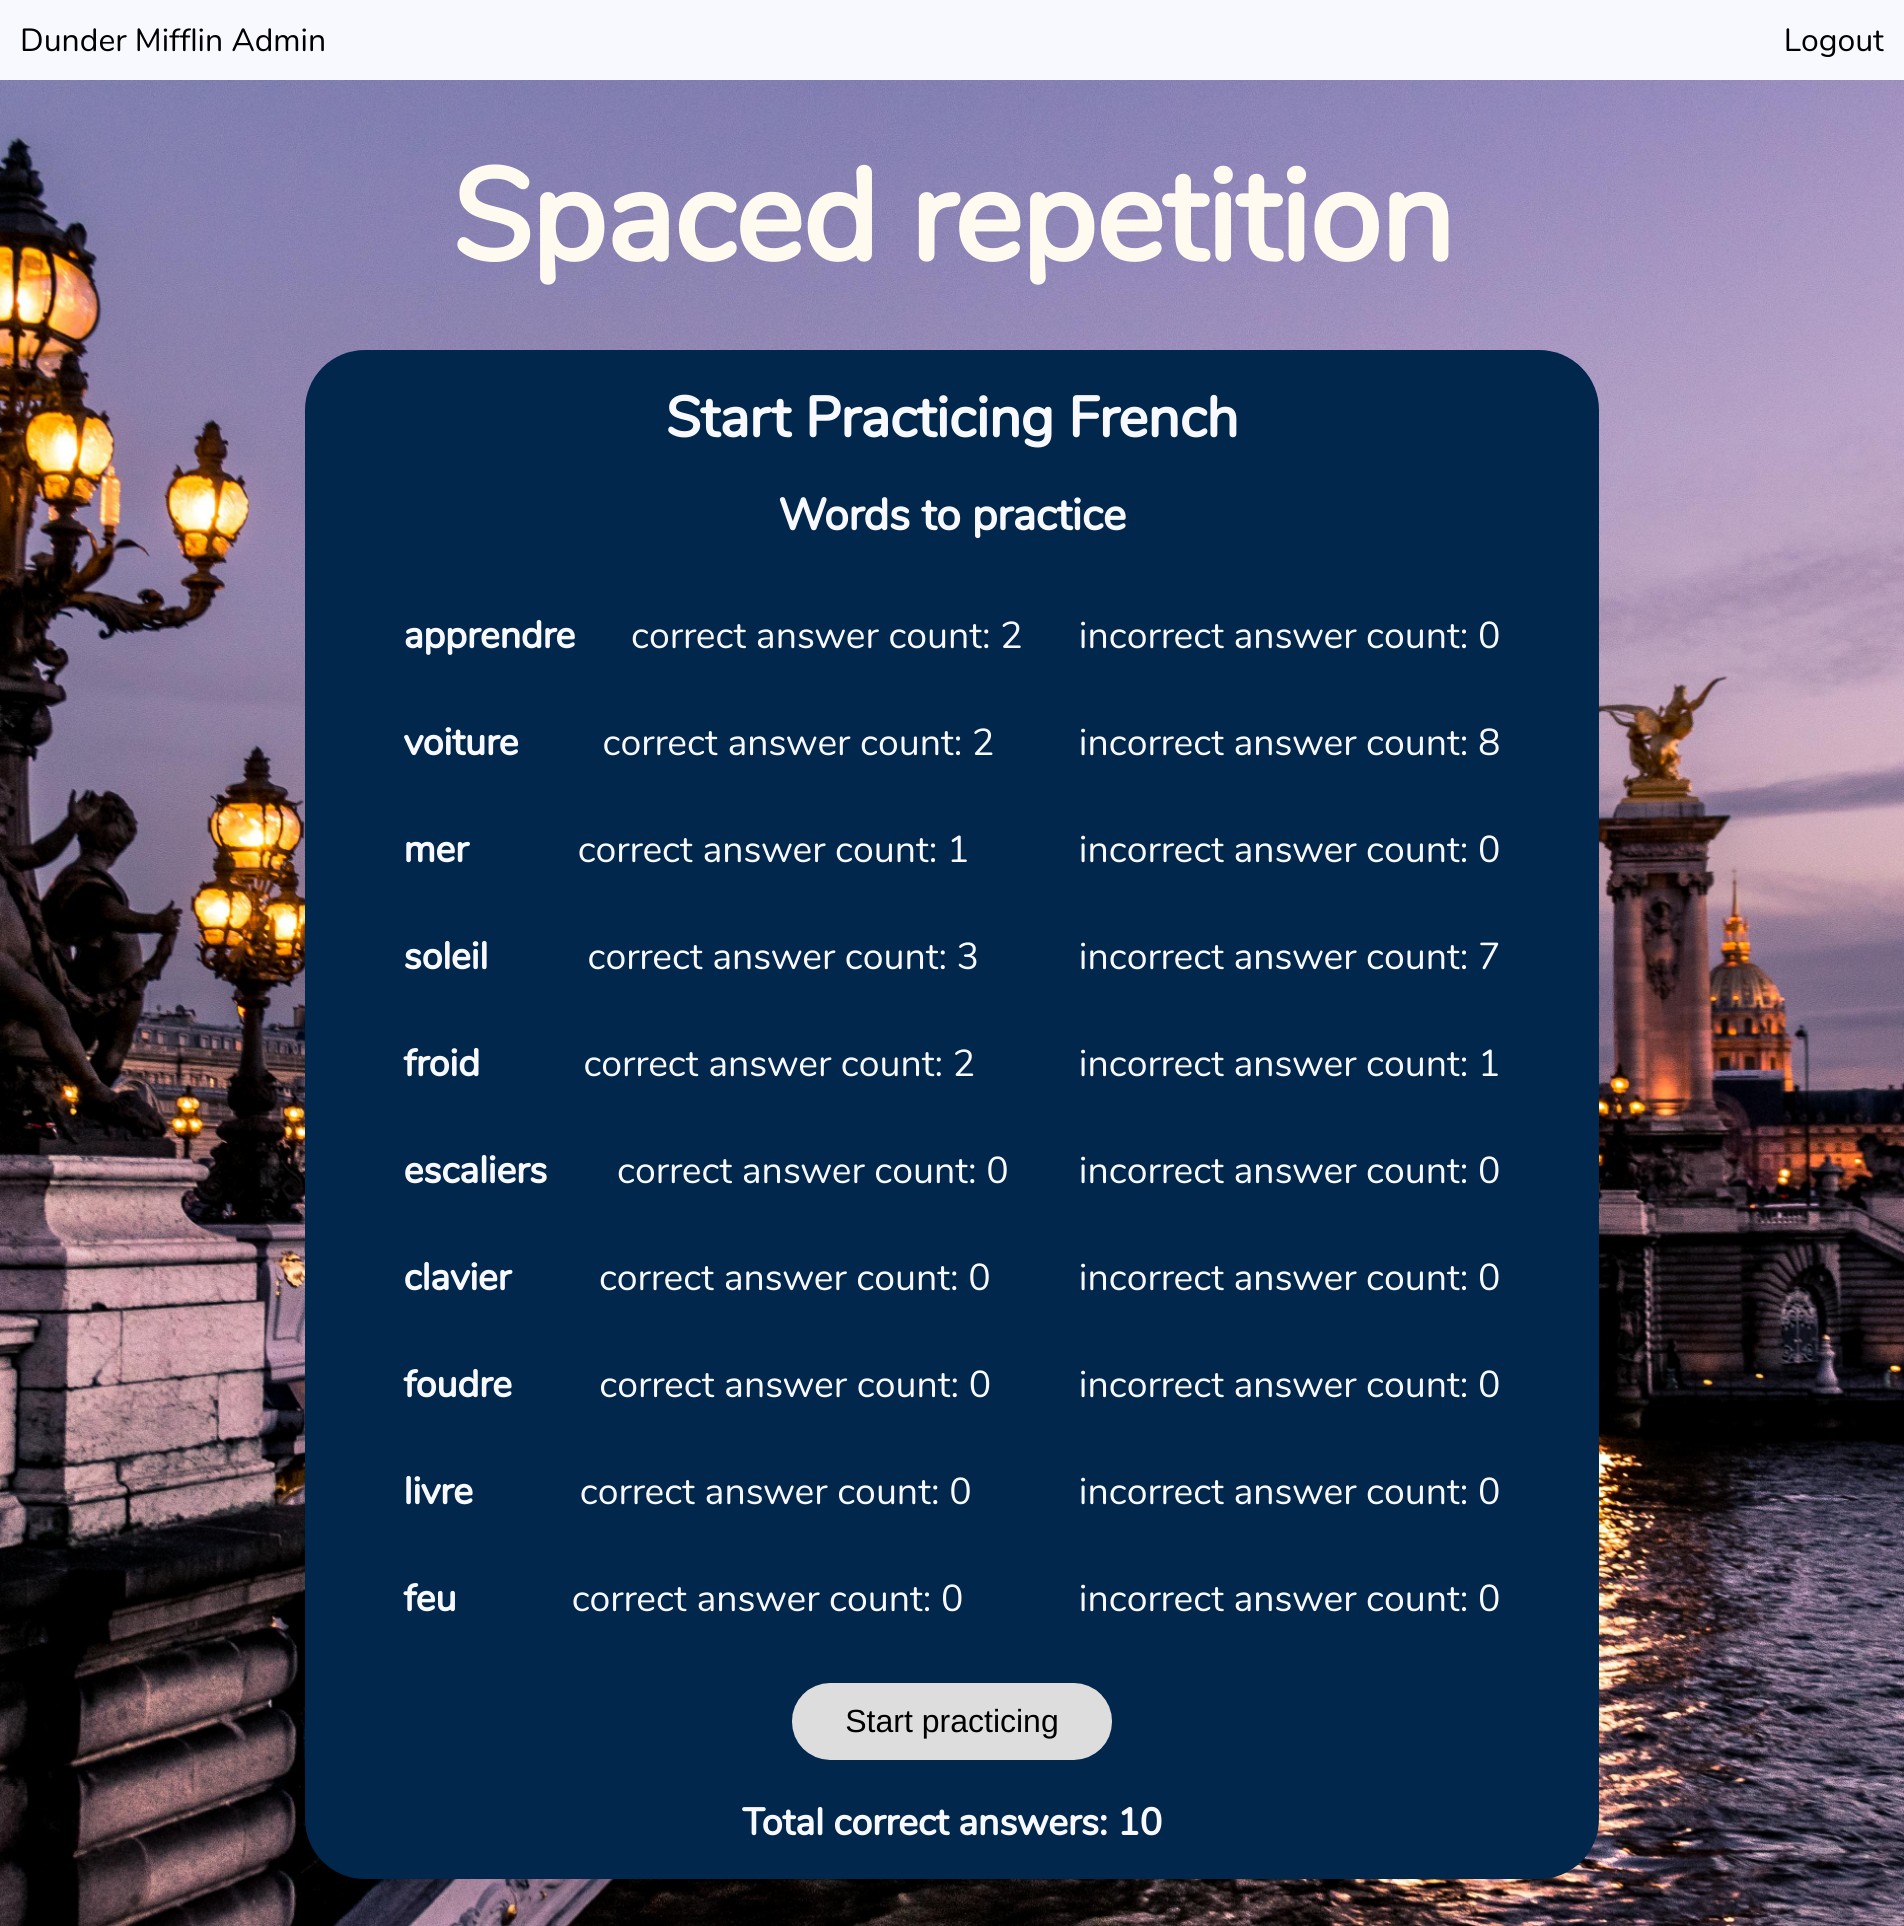 Dunder Mifflin Admin Logout
Spaced repetition
Start Practicing French
Words to practice
apprendre correct answer count: 2 incorrect answer count: 0
voiture correct answer count: 2 incorrect answer count: 8
mer correct answer count: 1 incorrect answer count: 0
soleil correct answer count: 3 incorrect answer count: 7
froid correct answer count: 2 incorrect answer count: 1
escaliers correct answer count: 0 incorrect answer count: 0
clavier correct answer count: 0 incorrect answer count: 0
foudre correct answer count: 0 incorrect answer count: 0
livre correct answer count: 0 incorrect answer count: 0
feu correct answer count: 0 incorrect answer count: 0
Start practicing
Total correct answers: 10